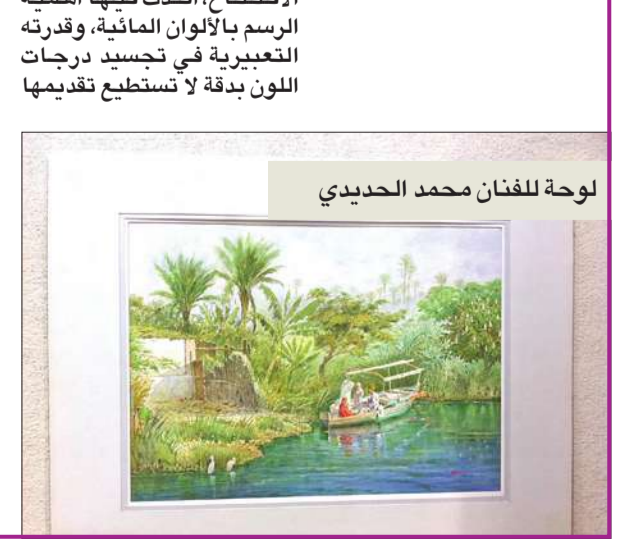 الرسم بالألوان المائية، وقدرته
التعبيرية في تجسيد درجات
اللون بدقة لا تستطيع تقديمها
لوحة للفنان محمد الحديدي